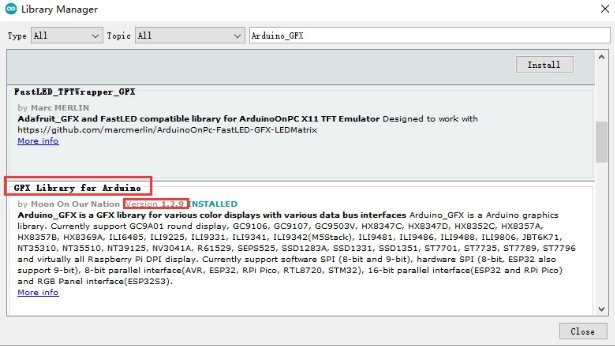 Library Manager
Type All Topic All Arduino_GFX
Install
FastLED_TFTWrapper_GFX
by Marc MERLIN
Adafruit_GFX and FastLED compatible library for ArduinoOnPC X11 TFT Emulator Designed to work with
https://github.com/marcmerlin/ArduinoOnPc-FastLED-GFX-LEDMatrix
More info
GFX Library for Arduino
by Moon On Our Nation Version 1.2.9 INSTALLED
Arduino_GFX is a GFX library for various color displays with various data bus interfaces Arduino_GFX is a Arduino graphics
library. Currently support GC9A01 round display, GC9106, GC9107, GC9503V, HX8347C, HX8347D, HX8352C, HX8357A,
HX8357B, HX8369A, ILI6485, ILI9225, ILI9331, ILI9341, ILI9342(M5Stack), ILI9481, ILI9486, ILI9488, ILI9806, JBT6K71,
NT35310, NT35510, NT39125, NV3041A, R61529, SEPS525, SSD1283A, SSD1331, SSD1351, ST7701, ST7735, ST7789, ST7796
and virtually all Raspberry Pi DPI display. Currently support software SPI (8-bit and 9-bit), hardware SPI (8-bit, ESP32 also
support 9-bit), 8-bit parallel interface(AVR, ESP32, RPi Pico, RTL8720, STM32), 16-bit parallel interface(ESP32 and RPi Pico)
and RGB Panel interface(ESP32S3).
More info
Close